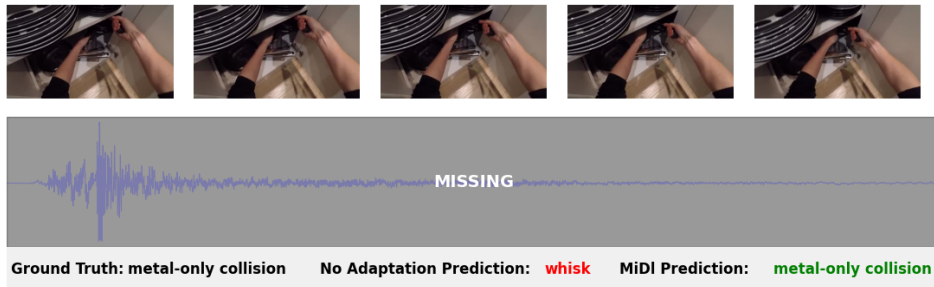 MISSING
Ground Truth: metal-only collision No Adaptation Prediction: whisk MiDl Prediction: metal-only collision